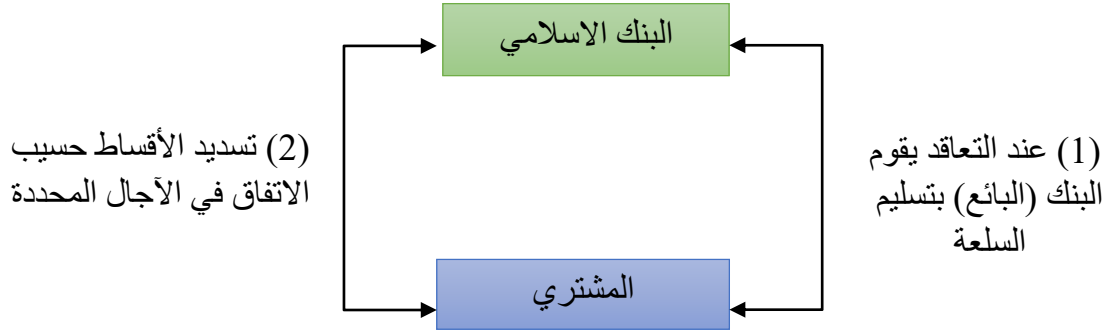 البنك الاسلامي
(1) عند التعاقد يقوم
البنك (البائع) بتسليم
السلعة
(2) تسديد الأقساط حسيب
الاتفاق في الآجال المحددة
المشتري